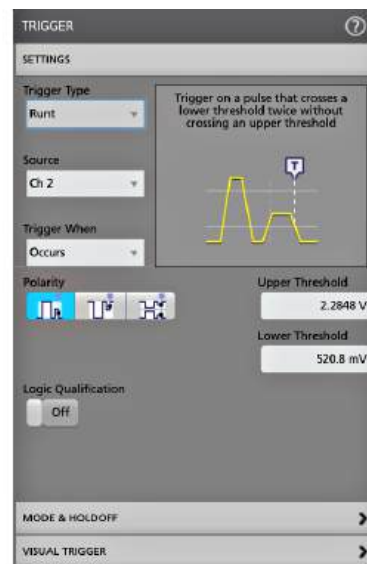 TRIGGER
?
SETTINGS
Trigger Type
Runt
Trigger on a pulse that crosses a
lower threshold twice without
crossing an upper threshold
T
Source
Ch 2
Trigger When
Occurs
Polarity
Upper Threshold
2.2848 V
Lower Threshold
520.8 mV
Logic Qualification
Off
MODE & HOLDOFF
VISUAL TRIGGER